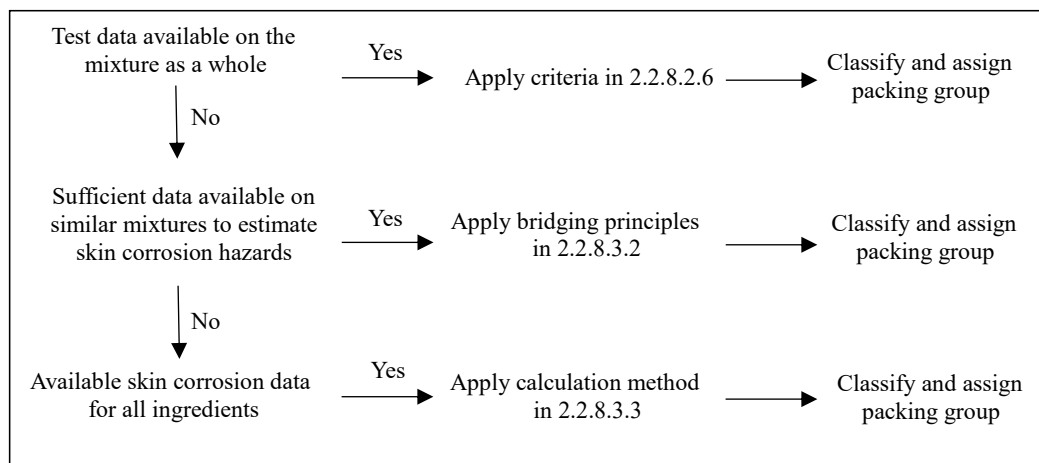 Test data available on the
mixture as a whole
Yes
Apply criteria in 2.2.8.2.6
Classify and assign
packing group
No
Sufficient data available on
similar mixtures to estimate
skin corrosion hazards
Yes
Apply bridging principles
in 2.2.8.3.2
Classify and assign
packing group
No
Available skin corrosion data
for all ingredients
Yes
Apply calculation method
in 2.2.8.3.3
Classify and assign
packing group